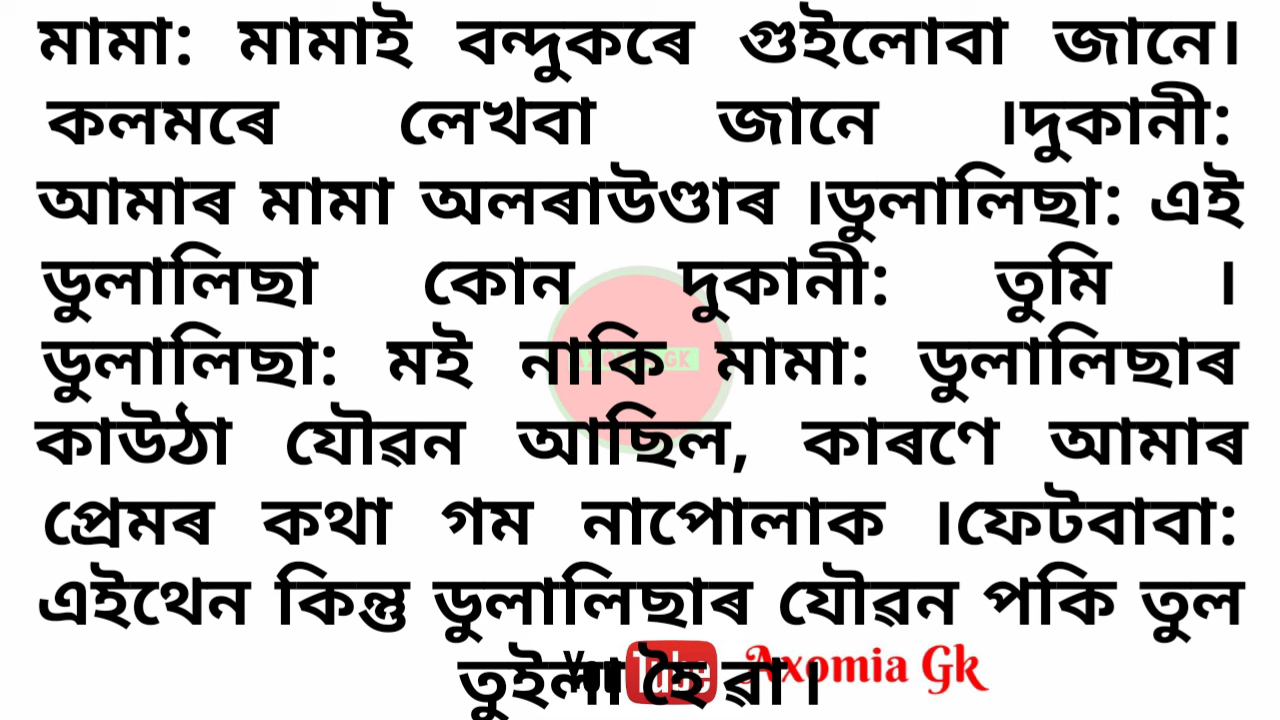 মামা: মামাই বন্দুকৰে গুইলোবা জানে।
কলমৰে লেখবা জানে ।দুকানী:
আমাৰ মামা অলৰাউণ্ডাৰ ।ডুলালিছা: এই
ডুলালিছা কোন দুকানী: তুমি ।
ডুলালিছা: মই নাকি মামা: ডুলালিছাৰ
কাউঠা যৌৱন আছিল, কাৰণে আমাৰ
প্ৰেমৰ কথা গম নাপোলাক ।ফেটবাবা:
এইথেন কিন্তু ডুলালিছাৰ যৌৱন পকি তুল
তুইলা হৈ ৱা ।
YouTube Axomia Gk